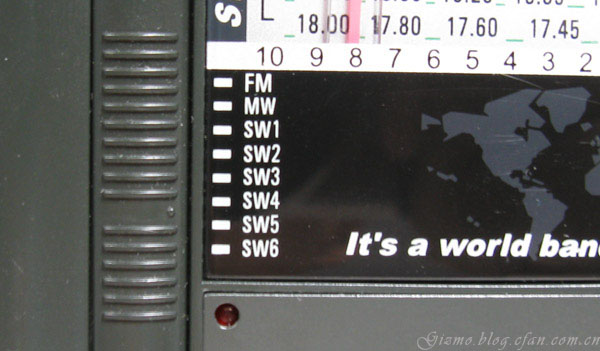 S
L
18.00 17.80 17.60 17.45
10 9 8 7 6 5 4 3 2
FM
MW
SW1
SW2
SW3
SW4
SW5
SW6
It's a world ban
Gizmo.blog.cfan.com.cn